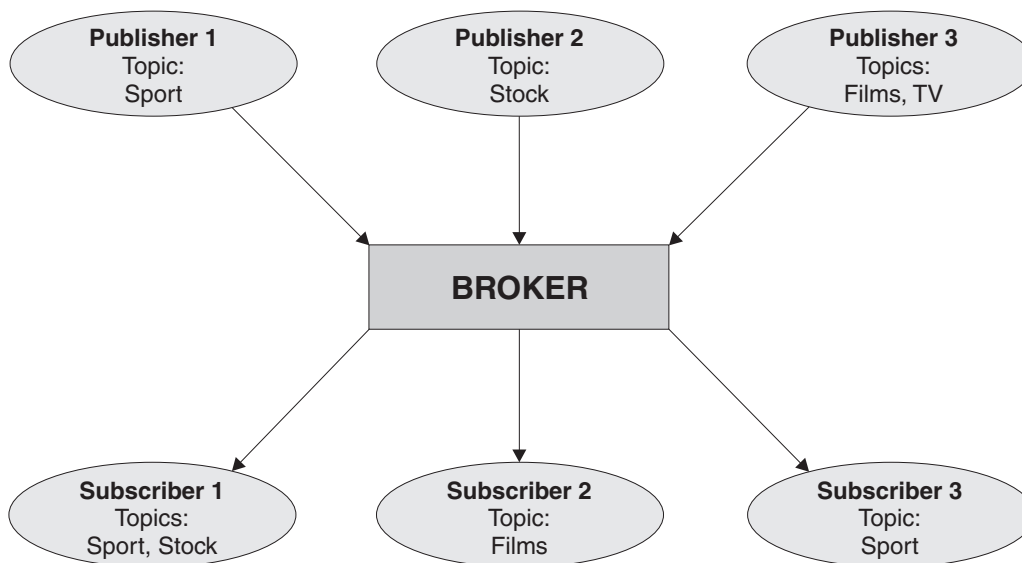 Publisher 1
Topic:
Sport
Publisher 2
Topic:
Stock
Publisher 3
Topics:
Films, TV
BROKER
Subscriber 1
Topics:
Sport, Stock
Subscriber 2
Topic:
Films
Subscriber 3
Topic:
Sport